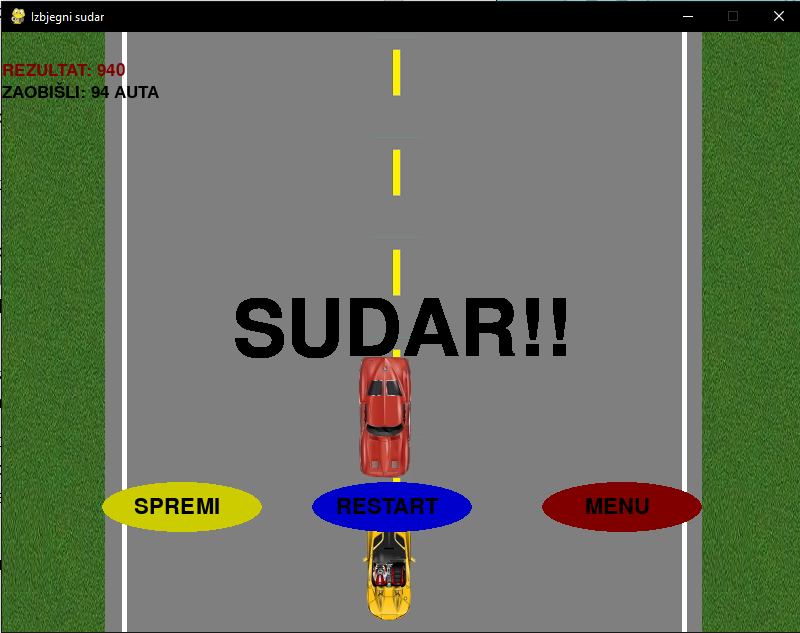 Izbjegni sudar
REZULTAT: 940
ZAOBIŠLI: 94 AUTA
SUDAR!!
SPREMI
RESTART
MENU